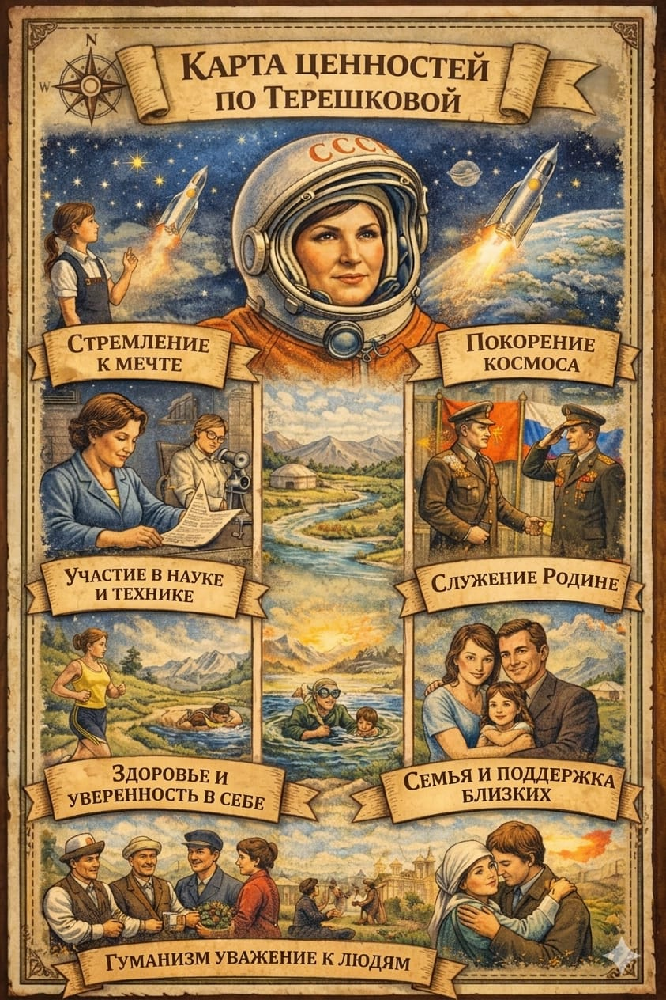 N
W
Карта ценностей
по Терешковой
СССР
Стремление
к мечте
Покорение
космоса
Участие в науке
и технике
Служение Родине
Здоровье и
уверенность в себе
Семья и поддержка
близких
Гуманизм уважение к людям